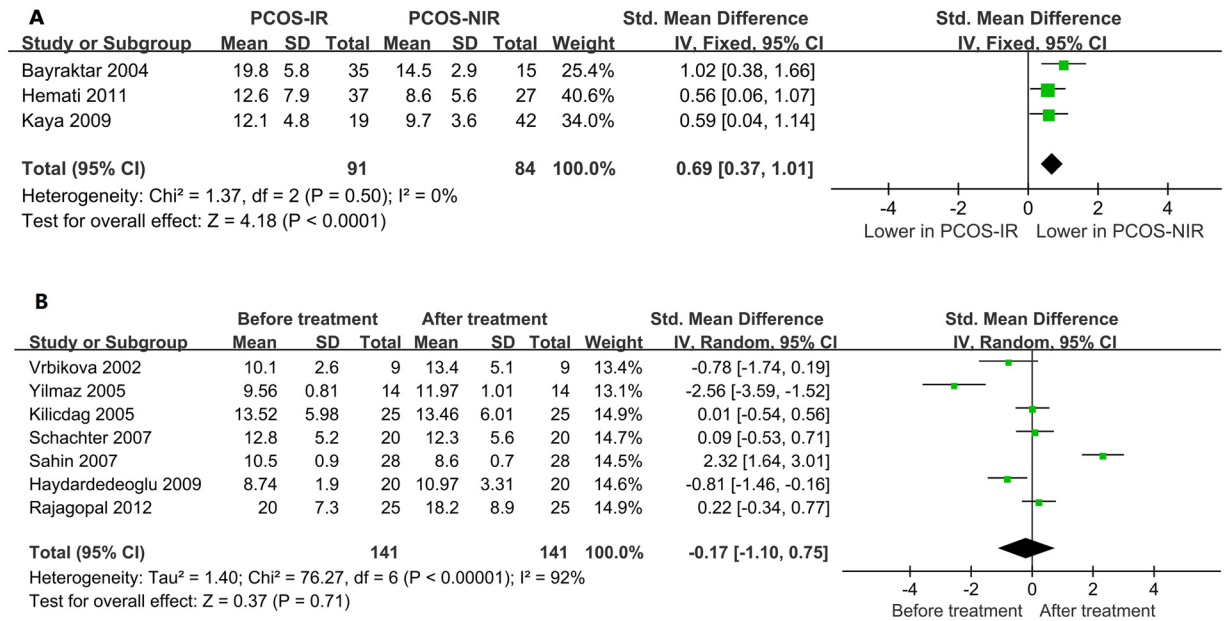 A
PCOS-IR PCOS-NIR Std. Mean Difference Std. Mean Difference
Study or Subgroup Mean SD Total Mean SD Total Weight IV, Fixed, 95% CI IV, Fixed, 95% CI
Bayraktar 2004 19.8 5.8 35 14.5 2.9 15 25.4% 1.02 [0.38, 1.66]
Hemati 2011 12.6 7.9 37 8.6 5.6 27 40.6% 0.56 [0.06, 1.07]
Kaya 2009 12.1 4.8 19 9.7 3.6 42 34.0% 0.59 [0.04, 1.14]
Total (95% CI) 91 84 100.0% 0.69 [0.37, 1.01]
Heterogeneity: Chi² = 1.37, df = 2 (P = 0.50); I² = 0%
Test for overall effect: Z = 4.18 (P < 0.0001)
-4 -2 0 2 4
Lower in PCOS-IR Lower in PCOS-NIR
B
Before treatment After treatment Std. Mean Difference Std. Mean Difference
Study or Subgroup Mean SD Total Mean SD Total Weight IV, Random, 95% CI IV, Random, 95% CI
Vrbikova 2002 10.1 2.6 9 13.4 5.1 9 13.4% -0.78 [-1.74, 0.19]
Yilmaz 2005 9.56 0.81 14 11.97 1.01 14 13.1% -2.56 [-3.59, -1.52]
Kilicdag 2005 13.52 5.98 25 13.46 6.01 25 14.9% 0.01 [-0.54, 0.56]
Schachter 2007 12.8 5.2 20 12.3 5.6 20 14.7% 0.09 [-0.53, 0.71]
Sahin 2007 10.5 0.9 28 8.6 0.7 28 14.5% 2.32 [1.64, 3.01]
Haydardedeoglu 2009 8.74 1.9 20 10.97 3.31 20 14.6% -0.81 [-1.46, -0.16]
Rajagopal 2012 20 7.3 25 18.2 8.9 25 14.9% 0.22 [-0.34, 0.77]
Total (95% CI) 141 141 100.0% -0.17 [-1.10, 0.75]
Heterogeneity: Tau² = 1.40; Chi² = 76.27, df = 6 (P < 0.00001); I² = 92%
Test for overall effect: Z = 0.37 (P = 0.71)
-4 -2 0 2 4
Before treatment After treatment